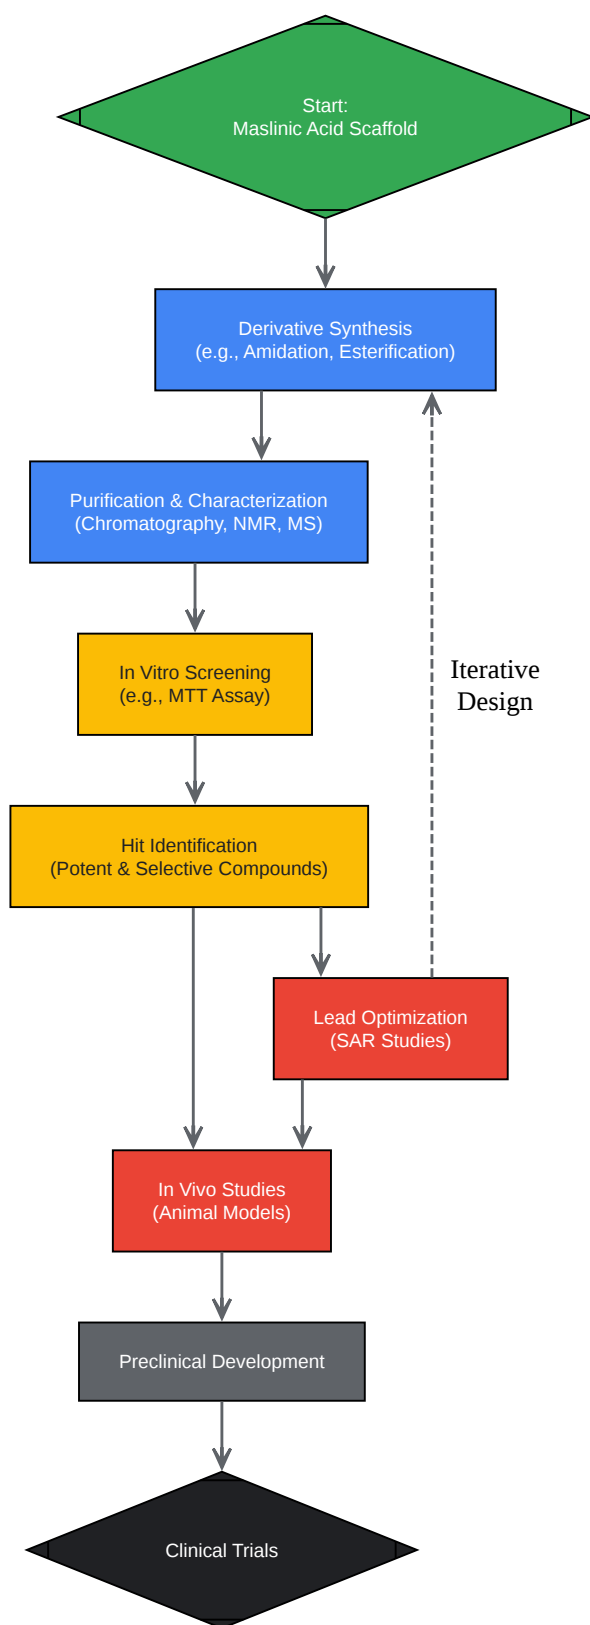 Start:
Maslinic Acid Scaffold
Derivative Synthesis
(e.g., Amidation, Esterification)
Purification & Characterization
(Chromatography, NMR, MS)
In Vitro Screening
(e.g., MTT Assay)
Iterative
Design
Hit Identification
(Potent & Selective Compounds)
Lead Optimization
(SAR Studies)
In Vivo Studies
(Animal Models)
Preclinical Development
Clinical Trials